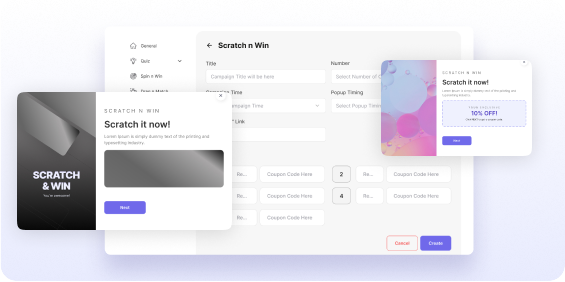 General
Quiz
Spin n Win
Scratch n Win
Title
Campaign Title will be here
Number
Select Number of
Popup Timing
Select Popup Timing
Campaign Time
Link
Re...
Coupon Code Here
2
Re...
Coupon Code Here
Re...
Coupon Code Here
4
Re...
Coupon Code Here
Re...
Coupon Code Here
Cancel
Create
SCRATCH
& WIN
You're awesome!
SCRATCH N WIN
Scratch it now!
Lorem Ipsum is simply dummy text of the printing and
typesetting industry.
Next
SCRATCH N WIN
Scratch it now!
Lorem Ipsum is simply dummy text of the printing and
typesetting industry.
YOUR EXCLUSIVE
10% OFF!
Next